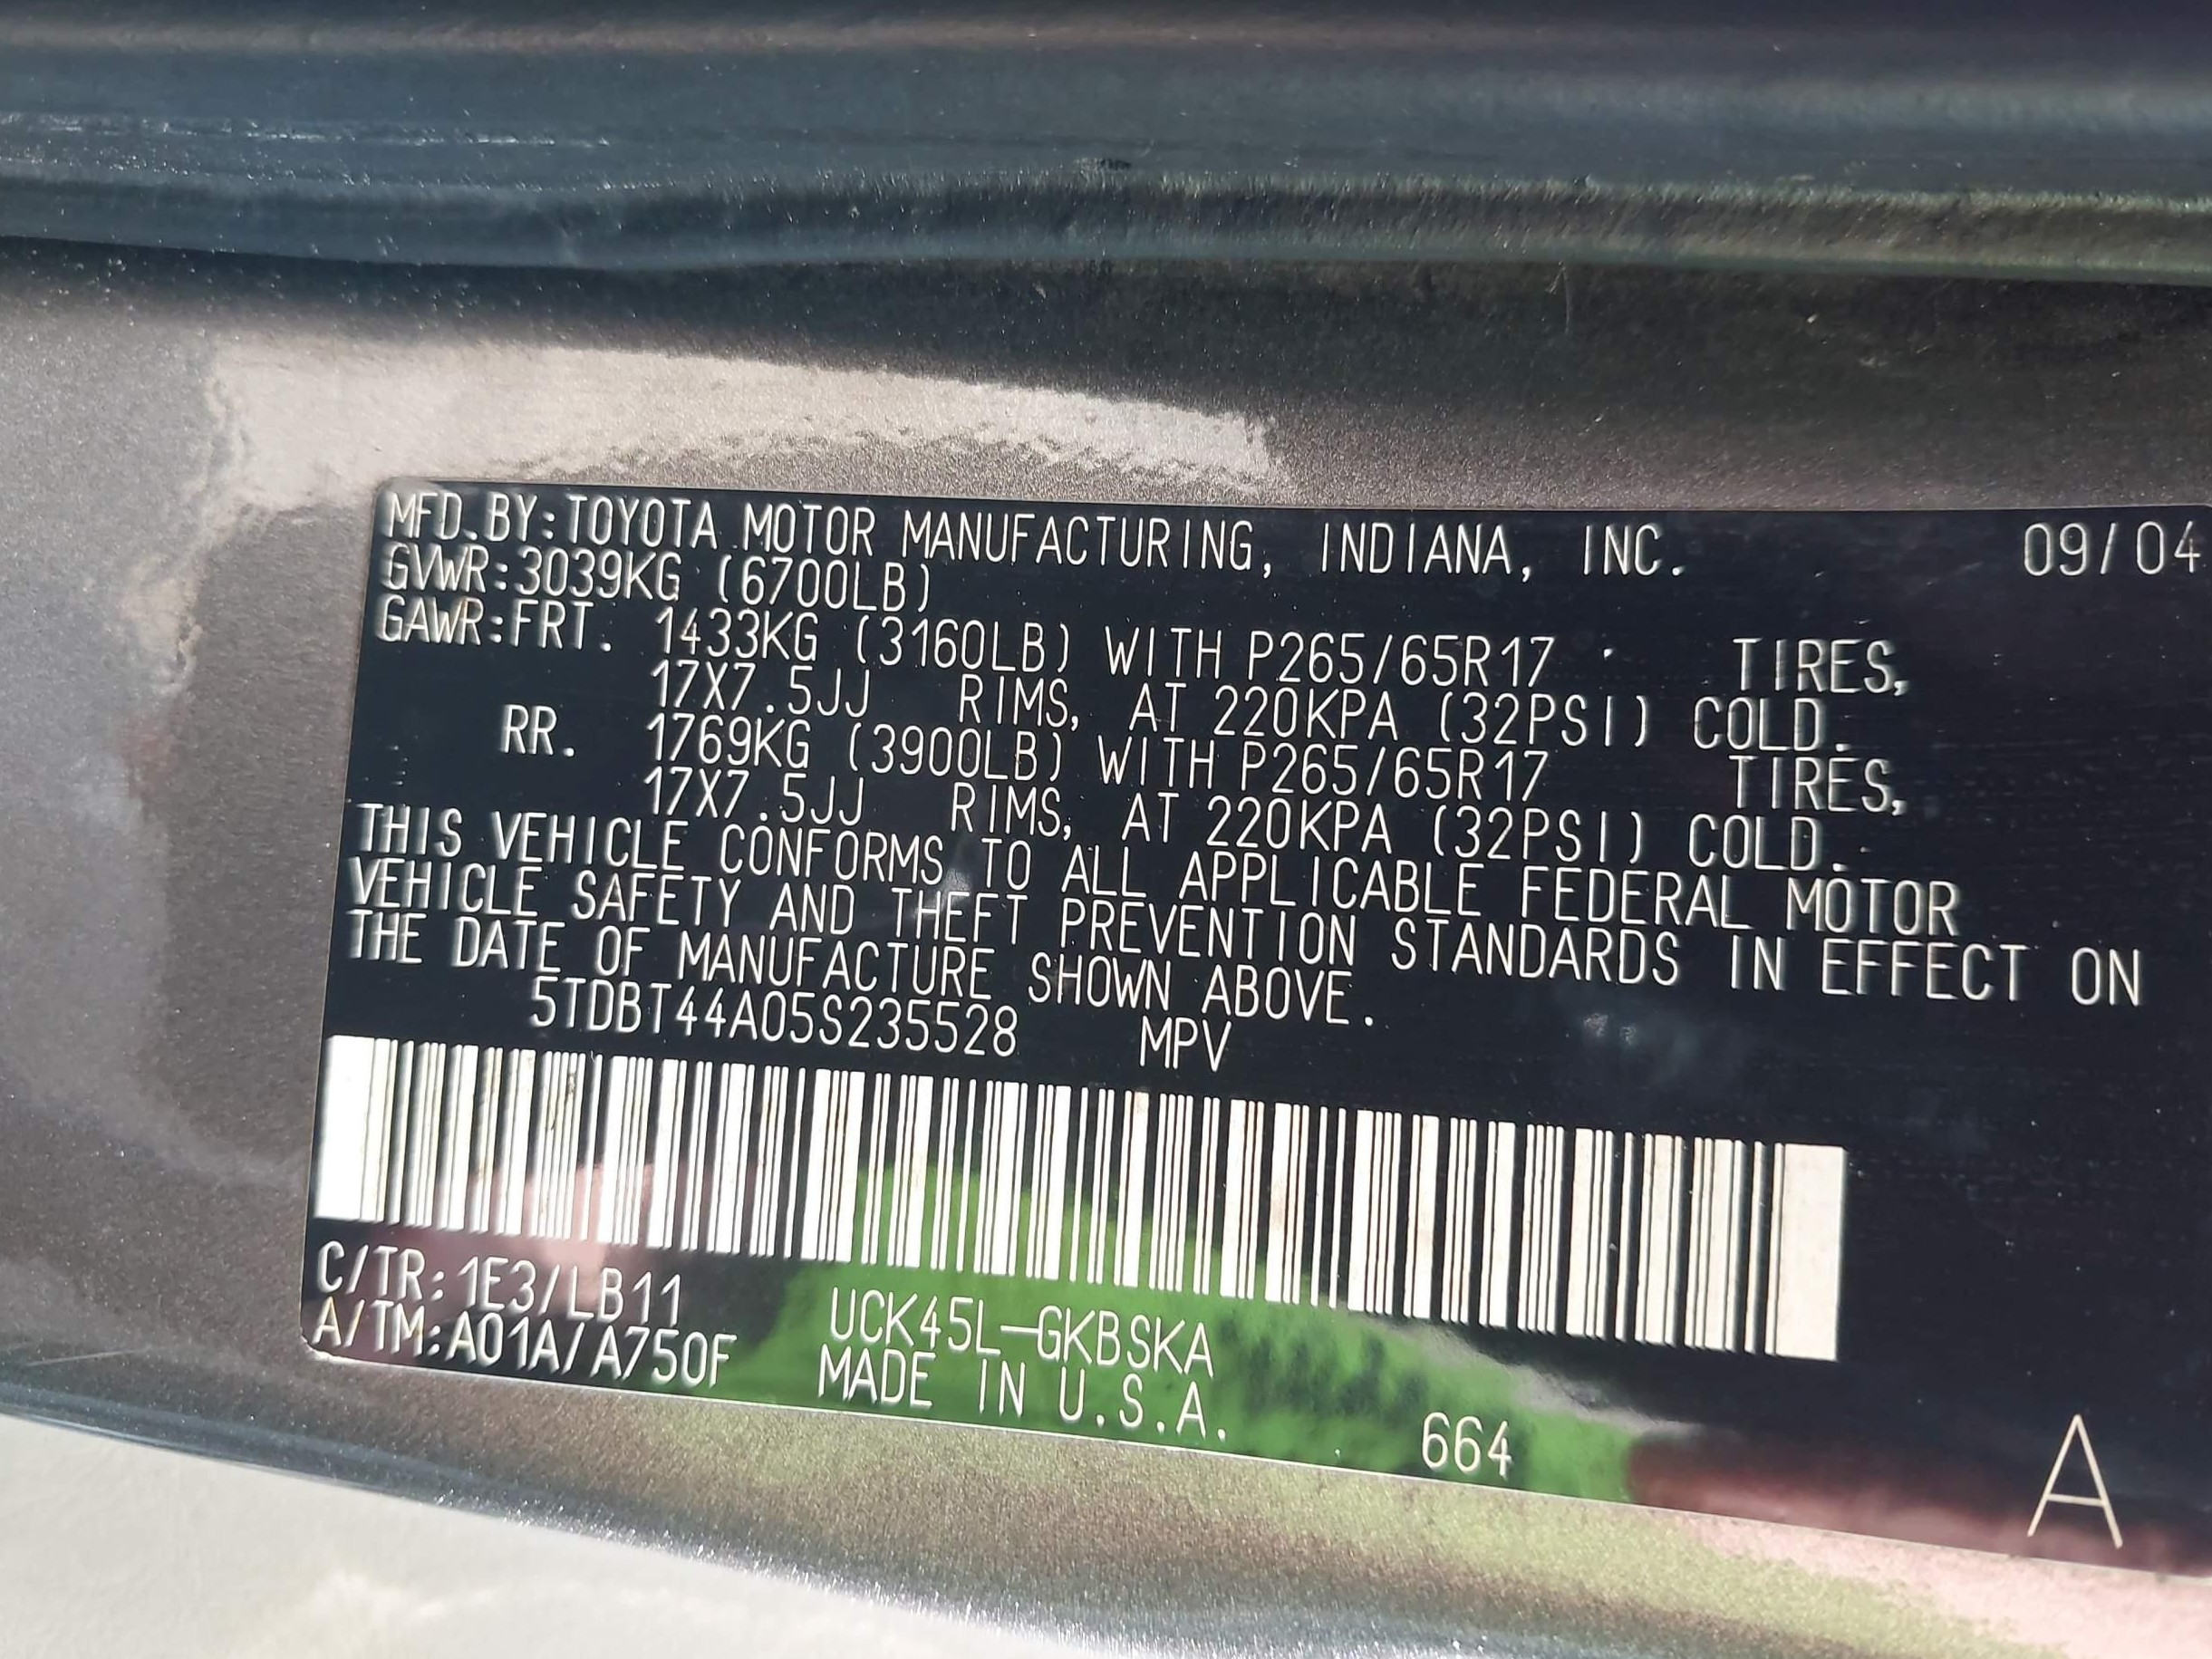 MFD.BY:TOYOTA MOTOR MANUFACTURING, INDIANA, INC. 09/04
GVWR:3039KG (6700LB)
GAWR:FRT. 1433KG (3160LB) WITH P265/65R17 TIRES,
17X7.5JJ RIMS, AT 220KPA (32PSI) COLD.
RR. 1769KG (3900LB) WITH P265/65R17 TIRES,
17X7.5JJ RIMS, AT 220KPA (32PSI) COLD.
THIS VEHICLE CONFORMS TO ALL APPLICABLE FEDERAL MOTOR
VEHICLE SAFETY AND THEFT PREVENTION STANDARDS IN EFFECT ON
THE DATE OF MANUFACTURE SHOWN ABOVE.
5TDBT44A05S235528 MPV
C/TR:1E3/LB11 UCK45L-GKBSKA
A/TM:A01A/A750F MADE IN U.S.A.
664
A